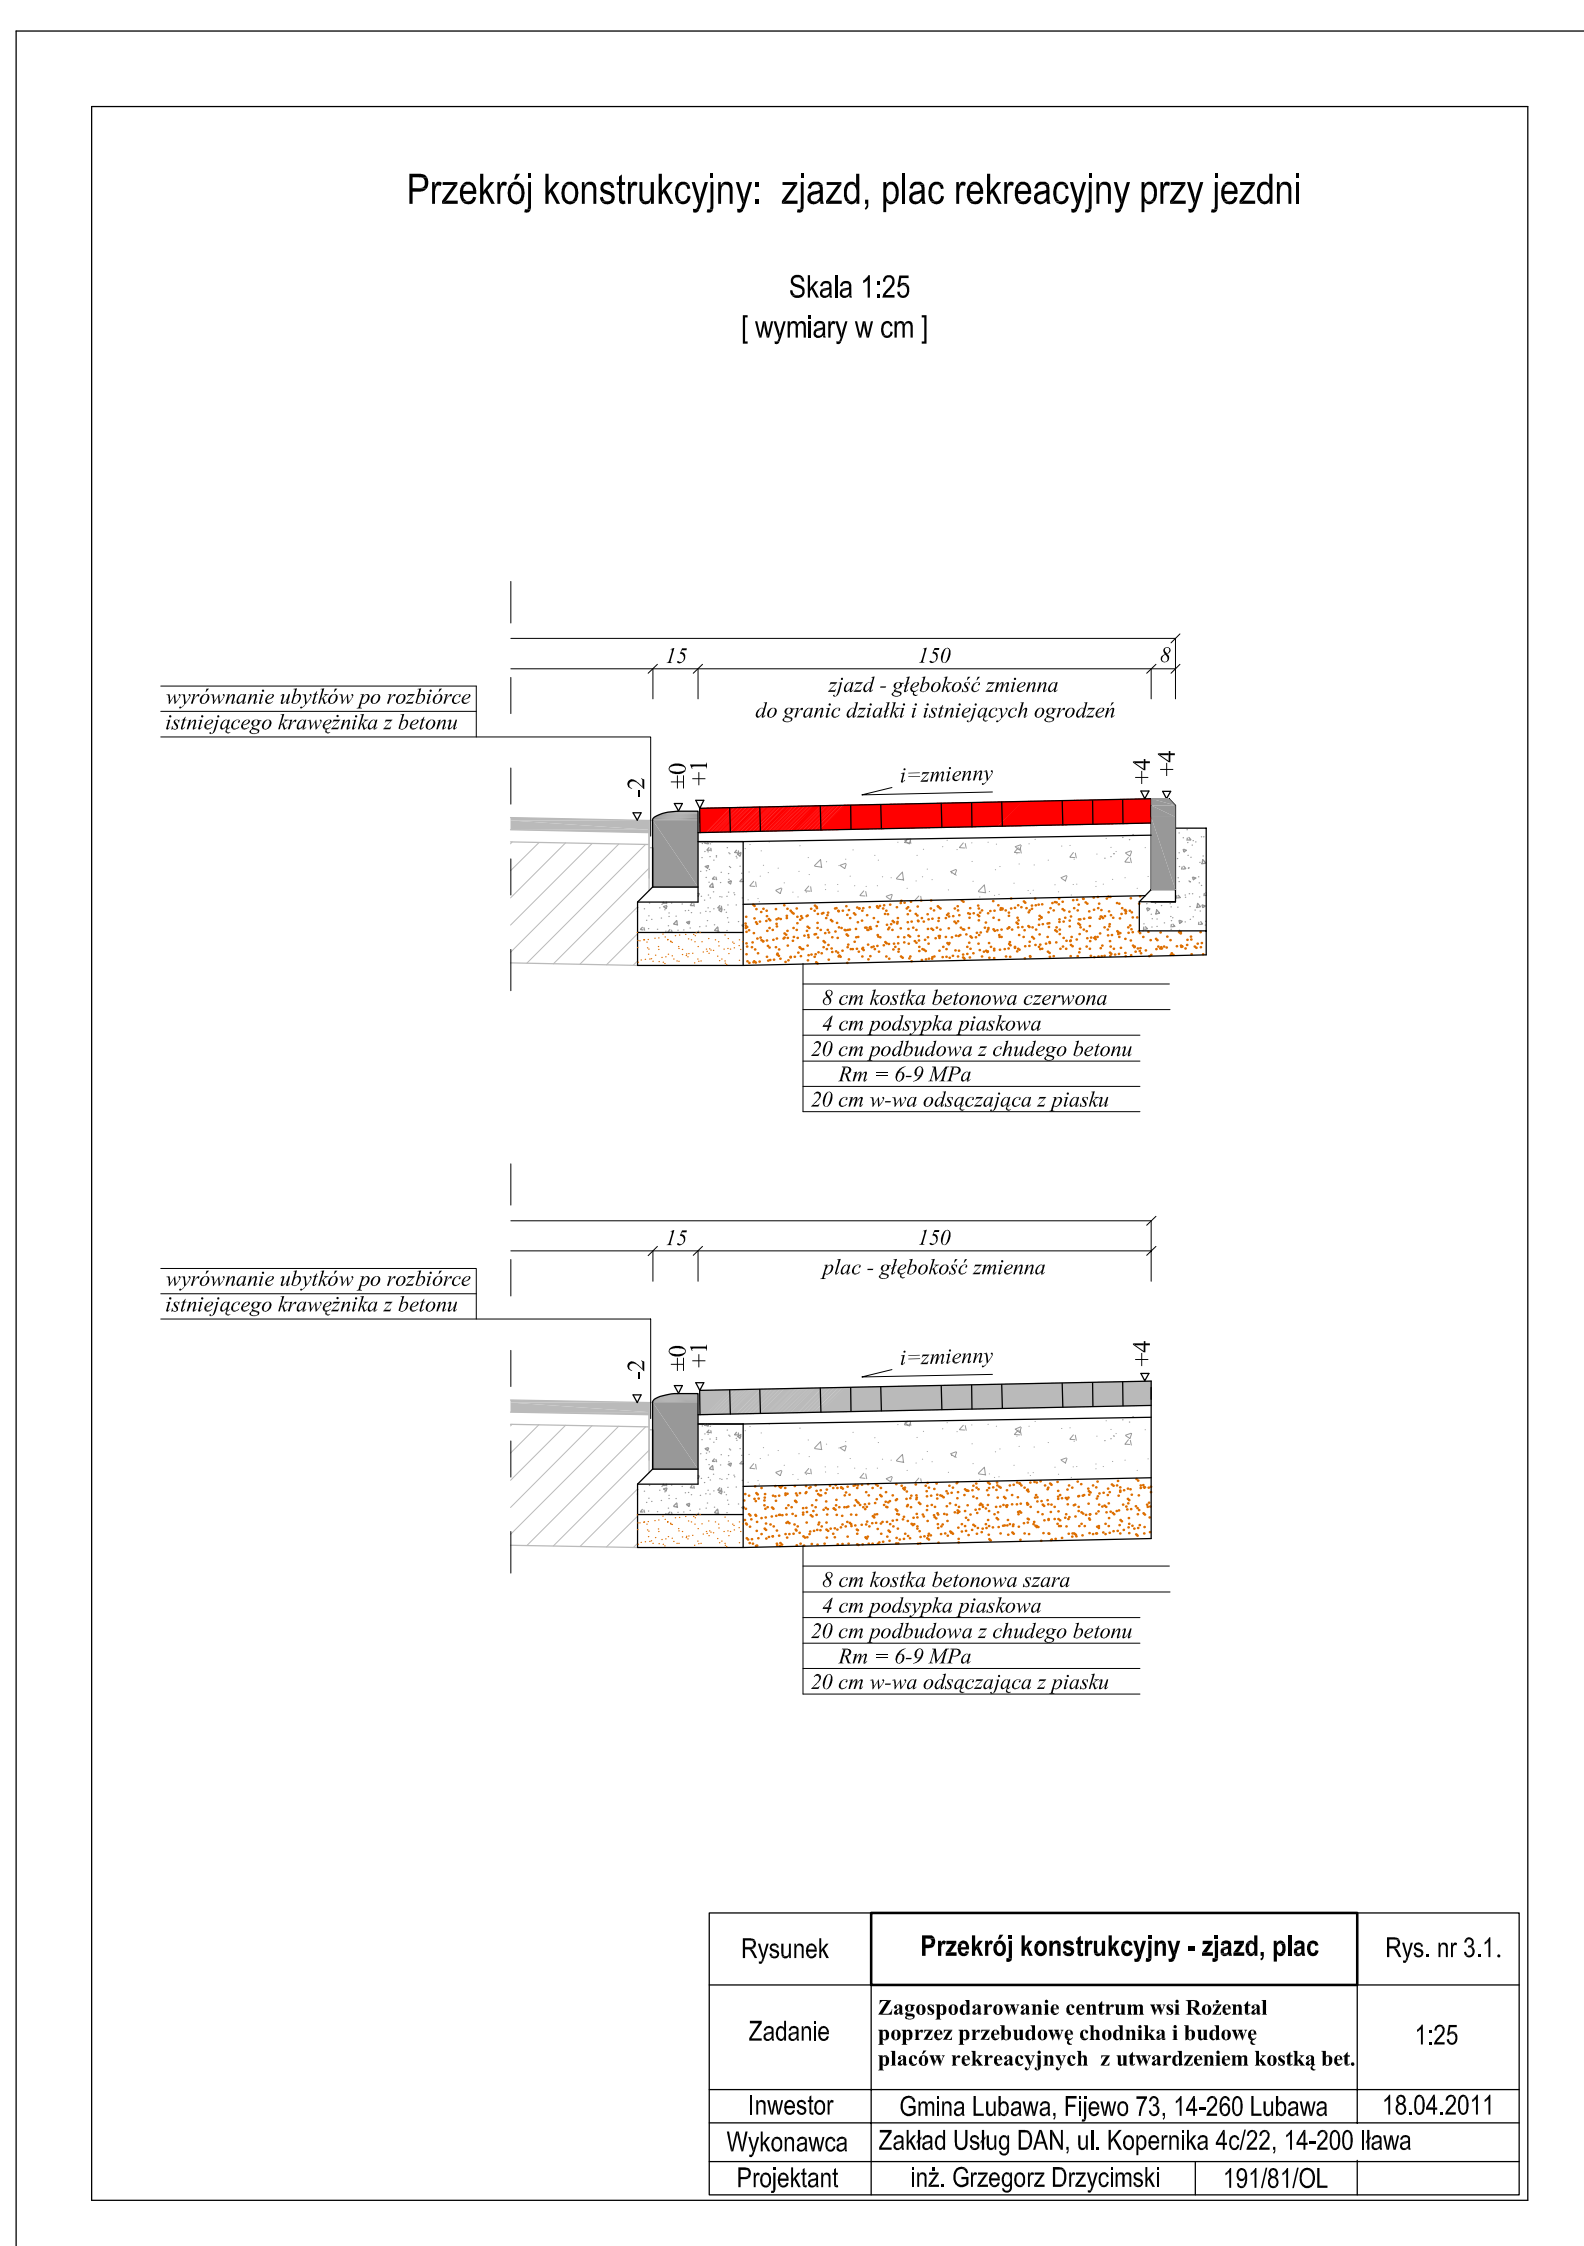 Przekrój konstrukcyjny: zjazd, plac rekreacyjny przy jezdni
Skala 1:25
[ wymiary w cm ]
15
150
8
zjazd - głębokość zmienna
do granic działki i istniejących ogrodzeń
wyrównanie ubytków po rozbiórce
istniejącego krawężnika z betonu
-2
±0
+1
i=zmienny
+4
+4
8 cm kostka betonowa czerwona
4 cm podsypka piaskowa
20 cm podbudowa z chudego betonu
Rm = 6-9 MPa
20 cm w-wa odsączająca z piasku
15
150
plac - głębokość zmienna
wyrównanie ubytków po rozbiórce
istniejącego krawężnika z betonu
-2
±0
+1
i=zmienny
+4
8 cm kostka betonowa szara
4 cm podsypka piaskowa
20 cm podbudowa z chudego betonu
Rm = 6-9 MPa
20 cm w-wa odsączająca z piasku
Rysunek
Przekrój konstrukcyjny - zjazd, plac
Rys. nr 3.1.
Zadanie
Zagospodarowanie centrum wsi Rożental
poprzez przebudowę chodnika i budowę
placów rekreacyjnych z utwardzeniem kostką bet.
1:25
Inwestor
Gmina Lubawa, Fijewo 73, 14-260 Lubawa
18.04.2011
Wykonawca
Zakład Usług DAN, ul. Kopernika 4c/22, 14-200 Iława
Projektant
inż. Grzegorz Drzycimski
191/81/OL